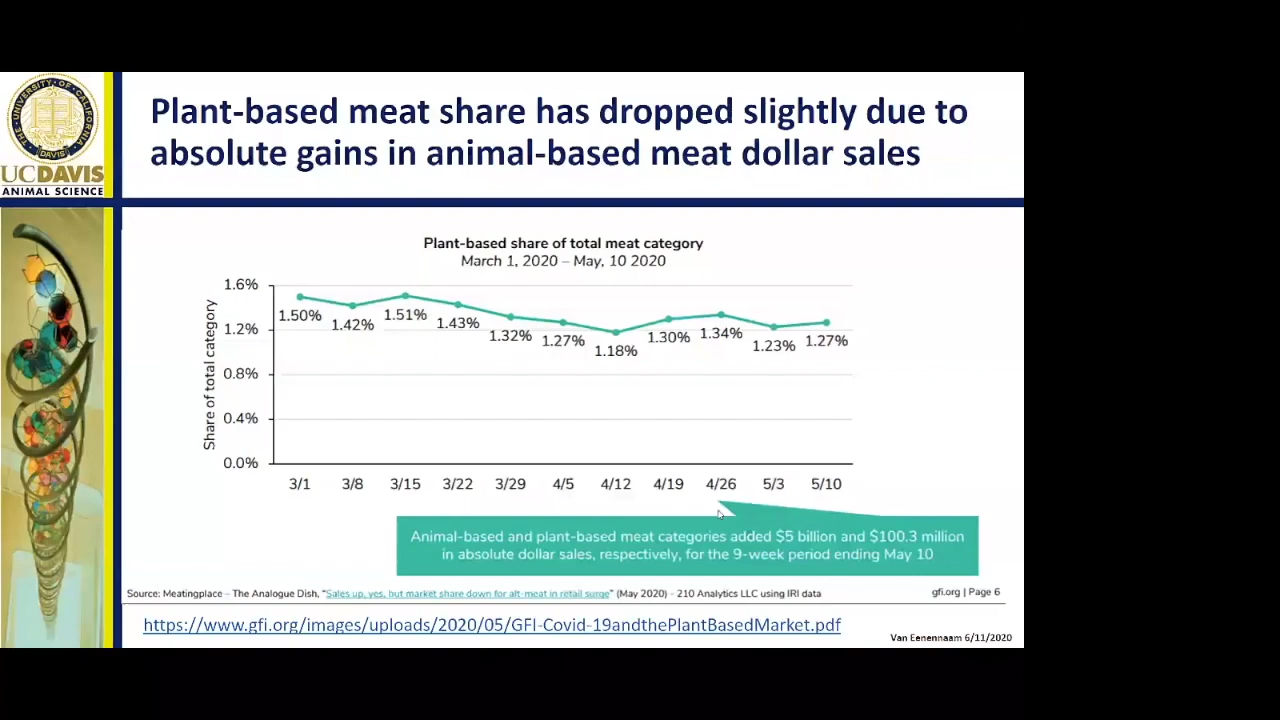 THE UNIVERSITY OF CALIFORNIA
DAVIS
UCDAVIS
ANIMAL SCIENCE
Plant-based meat share has dropped slightly due to
absolute gains in animal-based meat dollar sales
Plant-based share of total meat category
March 1, 2020 – May, 10 2020
Share of total category
1.6%
1.2%
0.8%
0.4%
0.0%
1.50%
1.42%
1.51%
1.43%
1.32%
1.27%
1.18%
1.30%
1.34%
1.23%
1.27%
3/1 3/8 3/15 3/22 3/29 4/5 4/12 4/19 4/26 5/3 5/10
Animal-based and plant-based meat categories added $5 billion and $100.3 million
in absolute dollar sales, respectively, for the 9-week period ending May 10
Source: Meatingplace – The Analogue Dish, "Sales up, yes, but market share down for alt-meat in retail surge" (May 2020) - 210 Analytics LLC using IRI data
gfi.org | Page 6
https://www.gfi.org/images/uploads/2020/05/GFI-Covid-19andthePlantBasedMarket.pdf
Van Eenennaam 6/11/2020